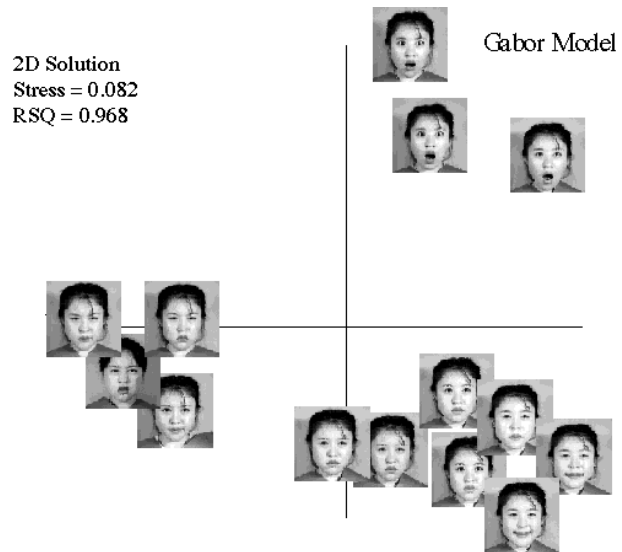 Gabor Model
2D Solution
Stress = 0.082
RSQ = 0.968